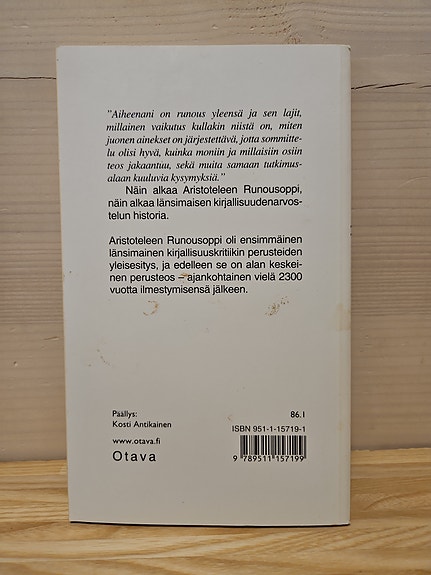 ”Aiheenani on runous yleensä ja sen lajit,
millainen vaikutus kullakin niistä on, miten
juonen ainekset on järjestettävä, jotta sommitte-
lu olisi hyvä, kuinka moniin ja millaisiin osiin
teos jakaantuu, sekä muita samaan tutkimus-
alaan kuuluvia kysymyksiä.”
Näin alkaa Aristoteleen Runousoppi,
näin alkaa länsimaisen kirjallisuudenarvos-
telun historia.
Aristoteleen Runousoppi oli ensimmäinen
länsimainen kirjallisuuskritiikin perusteiden
yleisesitys, ja edelleen se on alan keskei-
nen perusteos – ajankohtainen vielä 2300
vuotta ilmestymisensä jälkeen.
Päällys:
Kosti Antikainen
www.otava.fi
Otava
86.1
ISBN 951-1-15719-1
9 789511 157199